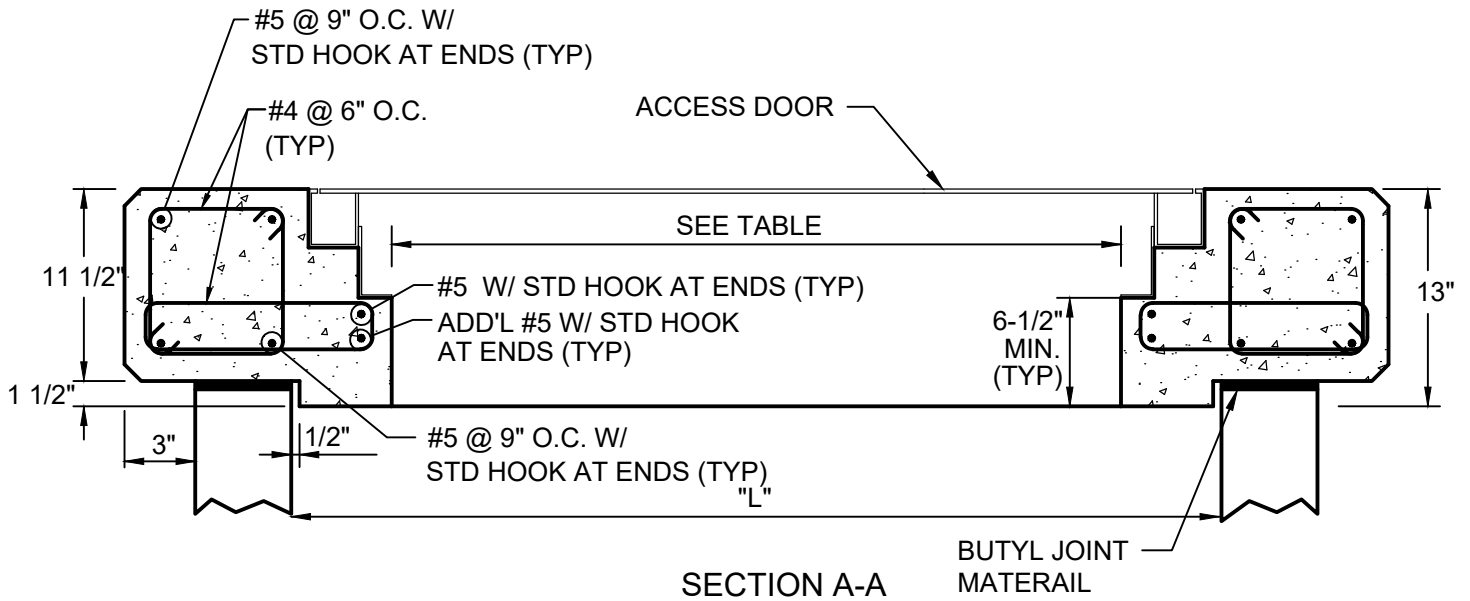 #5 @ 9" O.C. W/
STD HOOK AT ENDS (TYP)
#4 @ 6" O.C.
(TYP)
ACCESS DOOR
SEE TABLE
11 1/2"
#5 W/ STD HOOK AT ENDS (TYP)
ADD'L #5 W/ STD HOOK
AT ENDS (TYP)
6-1/2"
MIN.
(TYP)
13"
1 1/2"
3"
1/2"
#5 @ 9" O.C. W/
STD HOOK AT ENDS (TYP)
"L"
BUTYL JOINT
MATERAIL
SECTION A-A